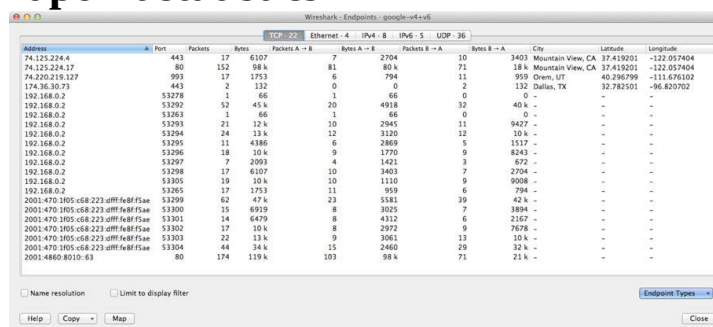 Wireshark · Endpoints · google-v4+v6
TCP · 22 Ethernet · 4 IPv4 · 8 IPv6 · 5 UDP · 36
Address Port Packets Bytes Packets A → B Bytes A → B Packets B → A Bytes B → A City Latitude Longitude
74.125.224.4 443 17 6107 7 2704 10 3403 Mountain View, CA 37.419201 -122.057404
74.125.224.17 80 152 98 k 81 80 k 71 18 k Mountain View, CA 37.419201 -122.057404
74.220.219.127 993 17 1753 6 794 11 959 Orem, UT 40.296799 -111.676102
174.36.30.73 443 2 132 0 0 2 132 Dallas, TX 32.782501 -96.820702
192.168.0.2 53278 1 66 1 66 0 0 - - -
192.168.0.2 53292 52 45 k 20 4918 32 40 k - - -
192.168.0.2 53263 1 66 1 66 0 0 - - -
192.168.0.2 53293 21 12 k 10 2945 11 9427 - - -
192.168.0.2 53294 24 13 k 12 3120 12 10 k - - -
192.168.0.2 53295 11 4386 6 2869 5 1517 - - -
192.168.0.2 53296 18 10 k 9 1770 9 8243 - - -
192.168.0.2 53297 7 2093 4 1421 3 672 - - -
192.168.0.2 53298 17 6107 10 3403 7 2704 - - -
192.168.0.2 53305 19 10 k 10 1110 9 9008 - - -
192.168.0.2 53265 17 1753 11 959 6 794 - - -
2001:470:1f05:c68:223:dfff:fe8f:f5ae 53299 62 47 k 23 5581 39 42 k - - -
2001:470:1f05:c68:223:dfff:fe8f:f5ae 53300 15 6919 8 3025 7 3894 - - -
2001:470:1f05:c68:223:dfff:fe8f:f5ae 53301 14 6479 8 4312 6 2167 - - -
2001:470:1f05:c68:223:dfff:fe8f:f5ae 53302 17 10 k 8 2972 9 7678 - - -
2001:470:1f05:c68:223:dfff:fe8f:f5ae 53303 22 13 k 9 3061 13 10 k - - -
2001:470:1f05:c68:223:dfff:fe8f:f5ae 53304 44 34 k 15 2460 29 32 k - - -
2001:4860:8010::63 80 174 119 k 103 98 k 71 21 k - - -
Name resolution Limit to display filter Endpoint Types
Help Copy Map Close